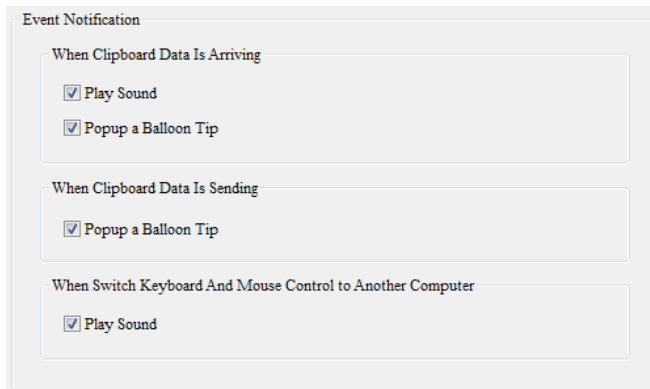 Event Notification
When Clipboard Data Is Arriving
Play Sound
Popup a Balloon Tip
When Clipboard Data Is Sending
Popup a Balloon Tip
When Switch Keyboard And Mouse Control to Another Computer
Play Sound